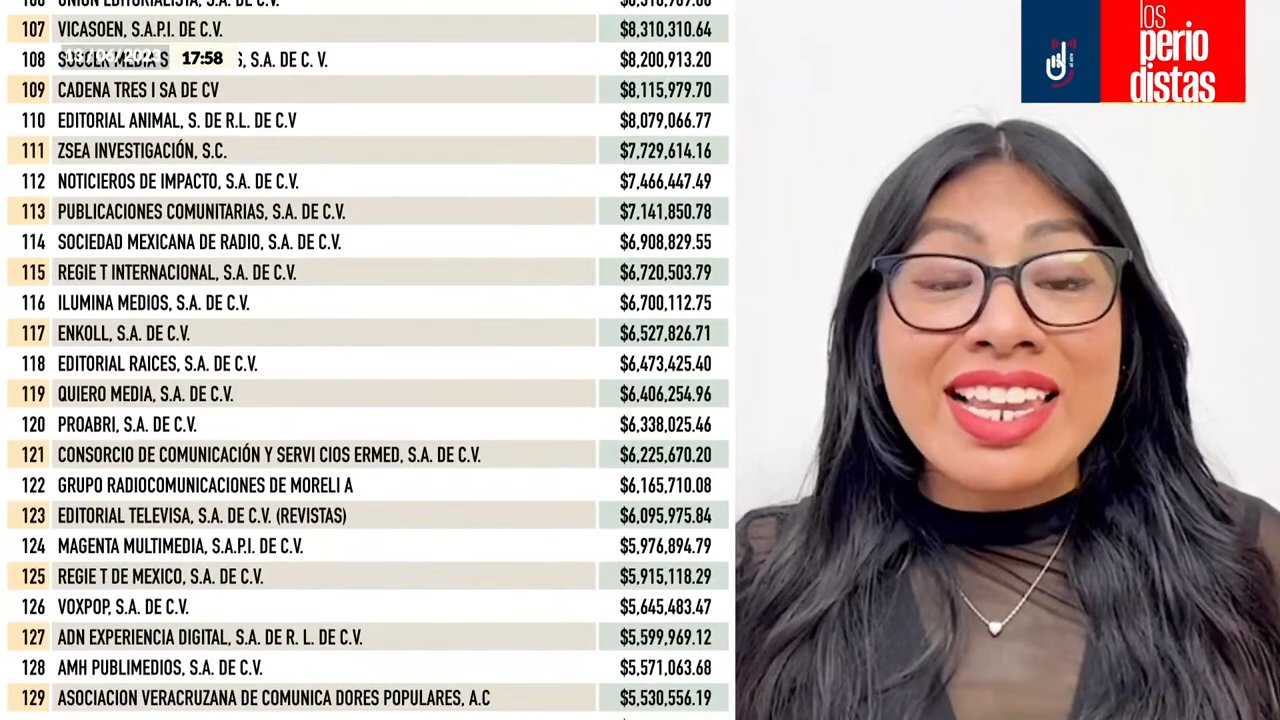 UNIÓN EDITORIALISTA, S.A. DE C.V.
107 VICASOEN, S.A.P.I. DE C.V. $8,310,310.64
108 SOCCER MEDIA S S, S.A. DE C. V. $8,200,913.20
17:58
109 CADENA TRES I SA DE CV $8,115,979.70
110 EDITORIAL ANIMAL, S. DE R.L. DE C.V $8,079,066.77
111 ZSEA INVESTIGACIÓN, S.C. $7,729,614.16
112 NOTICIEROS DE IMPACTO, S.A. DE C.V. $7,466,447.49
113 PUBLICACIONES COMUNITARIAS, S.A. DE C.V. $7,141,850.78
114 SOCIEDAD MEXICANA DE RADIO, S.A. DE C.V. $6,908,829.55
115 REGIE T INTERNACIONAL, S.A. DE C.V. $6,720,503.79
116 ILUMINA MEDIOS, S.A. DE C.V. $6,700,112.75
117 ENKOLL, S.A. DE C.V. $6,527,826.71
118 EDITORIAL RAICES, S.A. DE C.V. $6,473,425.40
119 QUIERO MEDIA, S.A. DE C.V. $6,406,254.96
120 PROABRI, S.A. DE C.V. $6,338,025.46
121 CONSORCIO DE COMUNICACIÓN Y SERVI CIOS ERMED, S.A. DE C.V. $6,225,670.20
122 GRUPO RADIOCOMUNICACIONES DE MORELI A $6,165,710.08
123 EDITORIAL TELEVISA, S.A. DE C.V. (REVISTAS) $6,095,975.84
124 MAGENTA MULTIMEDIA, S.A.P.I. DE C.V. $5,976,894.79
125 REGIE T DE MEXICO, S.A. DE C.V. $5,915,118.29
126 VOXPOP, S.A. DE C.V. $5,645,483.47
127 ADN EXPERIENCIA DIGITAL, S.A. DE R. L. DE C.V. $5,599,969.12
128 AMH PUBLIMEDIOS, S.A. DE C.V. $5,571,063.68
129 ASOCIACION VERACRUZANA DE COMUNICA DORES POPULARES, A.C $5,530,556.19
los
perio
distas